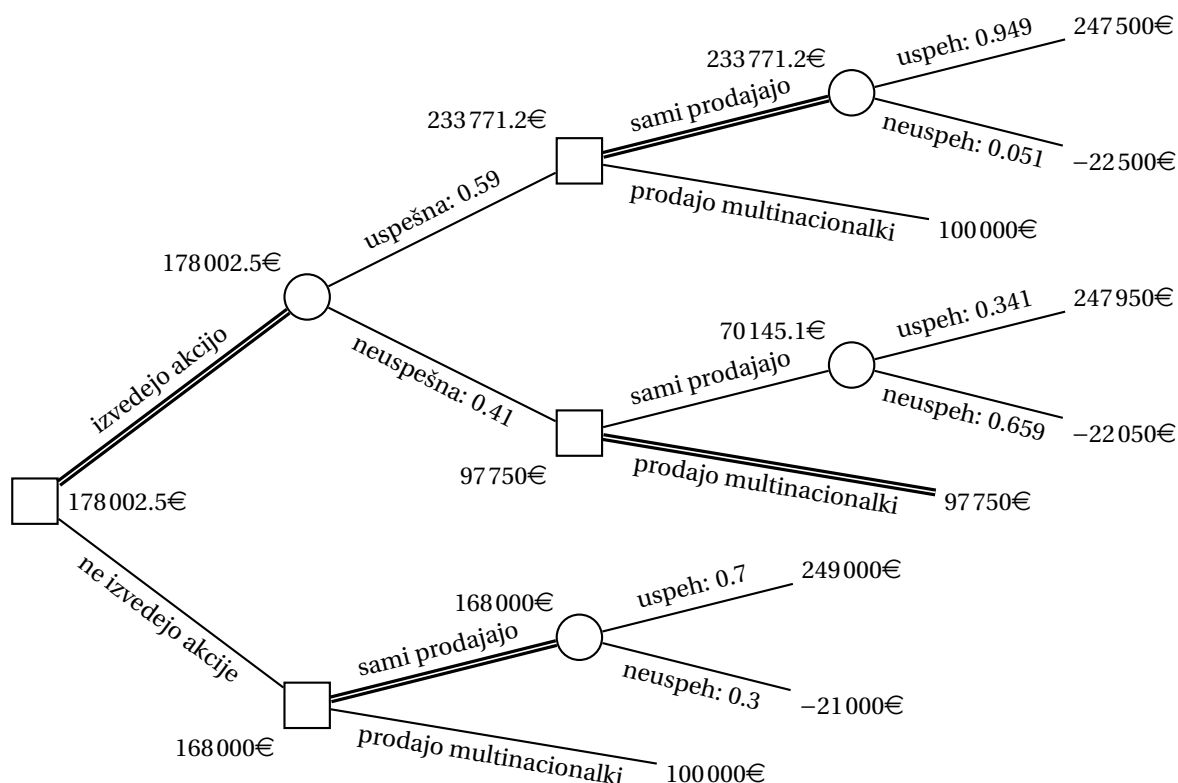 uspeh: 0.949
247 500€
233 771.2€
sami prodajajo
neuspeh: 0.051
−22 500€
233 771.2€
prodajo multinacionalki
100 000€
uspešna: 0.59
178 002.5€
izvedejo akcijo
neuspešna: 0.41
uspeh: 0.341
247 950€
70 145.1€
sami prodajajo
neuspeh: 0.659
−22 050€
97 750€
prodajo multinacionalki
97 750€
178 002.5€
ne izvedejo akcije
uspeh: 0.7
249 000€
168 000€
sami prodajajo
neuspeh: 0.3
−21 000€
168 000€
prodajo multinacionalki
100 000€